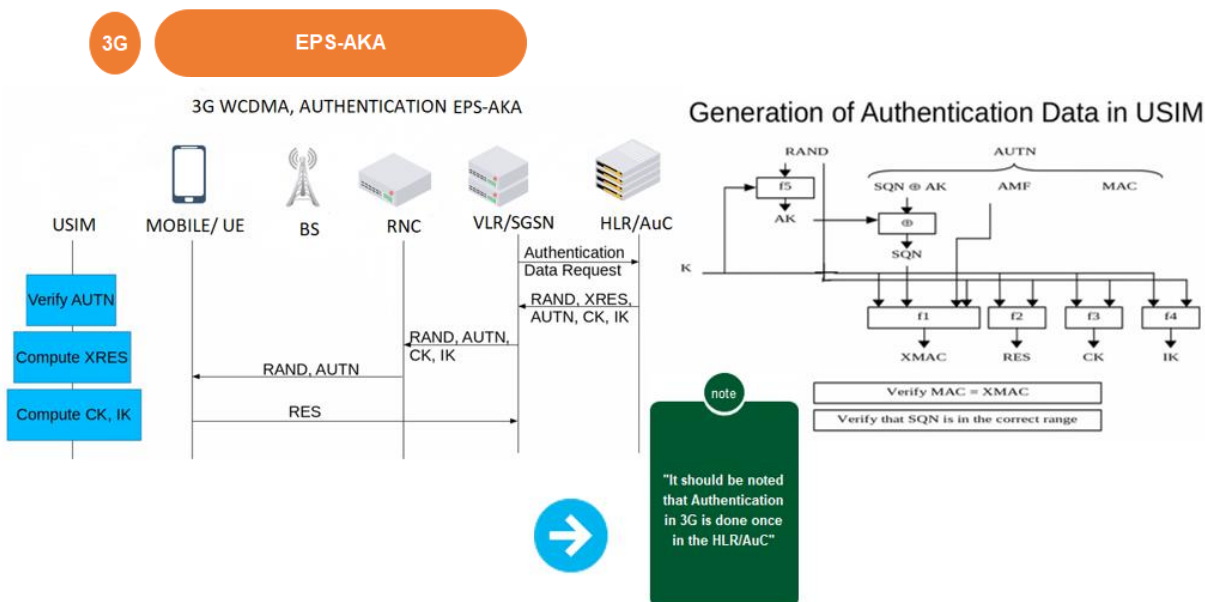 3G
EPS-AKA
3G WCDMA, AUTHENTICATION EPS-AKA
USIM
MOBILE/ UE
BS
RNC
VLR/SGSN
HLR/AuC
Authentication
Data Request
Verify AUTN
RAND, XRES,
AUTN, CK, IK
RAND, AUTN,
CK, IK
Compute XRES
RAND, AUTN
Compute CK, IK
RES
Generation of Authentication Data in USIM
RAND
AUTN
f5
SQN ⊕ AK
AMF
MAC
AK
⊕
SQN
K
f1
f2
f3
f4
XMAC
RES
CK
IK
Verify MAC = XMAC
Verify that SQN is in the correct range
note
"It should be noted
that Authentication
in 3G is done once
in the HLR/AuC"